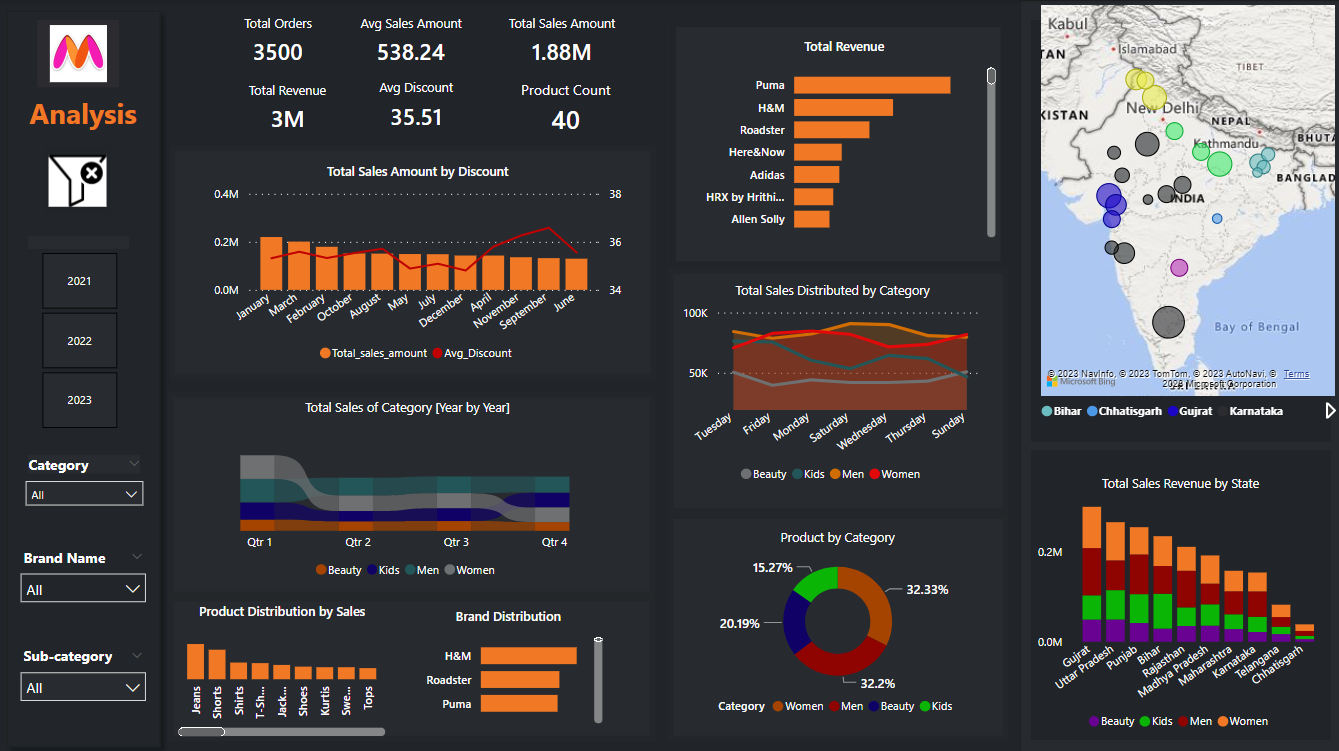 Analysis
2021
2022
2023
Category
All
Brand Name
All
Sub-category
All
Total Orders
3500
Avg Sales Amount
538.24
Total Sales Amount
1.88M
Total Revenue
3M
Avg Discount
35.51
Product Count
40
Total Sales Amount by Discount
0.4M
0.2M
0.0M
38
36
34
January
March
February
October
August
May
July
December
April
November
September
June
Total_sales_amount
Avg_Discount
Total Sales of Category [Year by Year]
Qtr 1
Qtr 2
Qtr 3
Qtr 4
Beauty
Kids
Men
Women
Product Distribution by Sales
Jeans
Shorts
Shirts
T-Sh...
Jack...
Shoes
Kurtis
Swe...
Tops
Brand Distribution
H&M
Roadster
Puma
Total Revenue
Puma
H&M
Roadster
Here&Now
Adidas
HRX by Hrithi...
Allen Solly
Total Sales Distributed by Category
100K
50K
Tuesday
Friday
Monday
Saturday
Wednesday
Thursday
Sunday
Beauty
Kids
Men
Women
Product by Category
15.27%
32.33%
20.19%
32.2%
Category
Women
Men
Beauty
Kids
Kabul
Islamabad
TAN
TIBET
New Delhi
KISTAN
NEPAL
Kathmandu
BHUTA
BANGLAD
INDIA
Bay of Bengal
© 2023 NavInfo, © 2023 TomTom, © 2023 AutoNavi, ©
Terms
Microsoft Bing
2023 Microsoft Corporation
Bihar
Chhatisgarh
Gujrat
Karnataka
Total Sales Revenue by State
0.2M
0.0M
Gujrat
Uttar Pradesh
Punjab
Bihar
Rajasthan
Madhya Pradesh
Maharashtra
Karnataka
Telangana
Chhatisgarh
Beauty
Kids
Men
Women